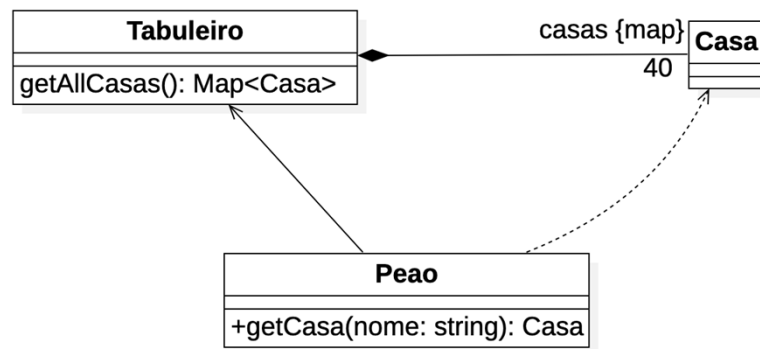 Tabuleiro
getAllCasas(): Map<Casa>
casas {map}
40
Casa
Peao
+getCasa(nome: string): Casa